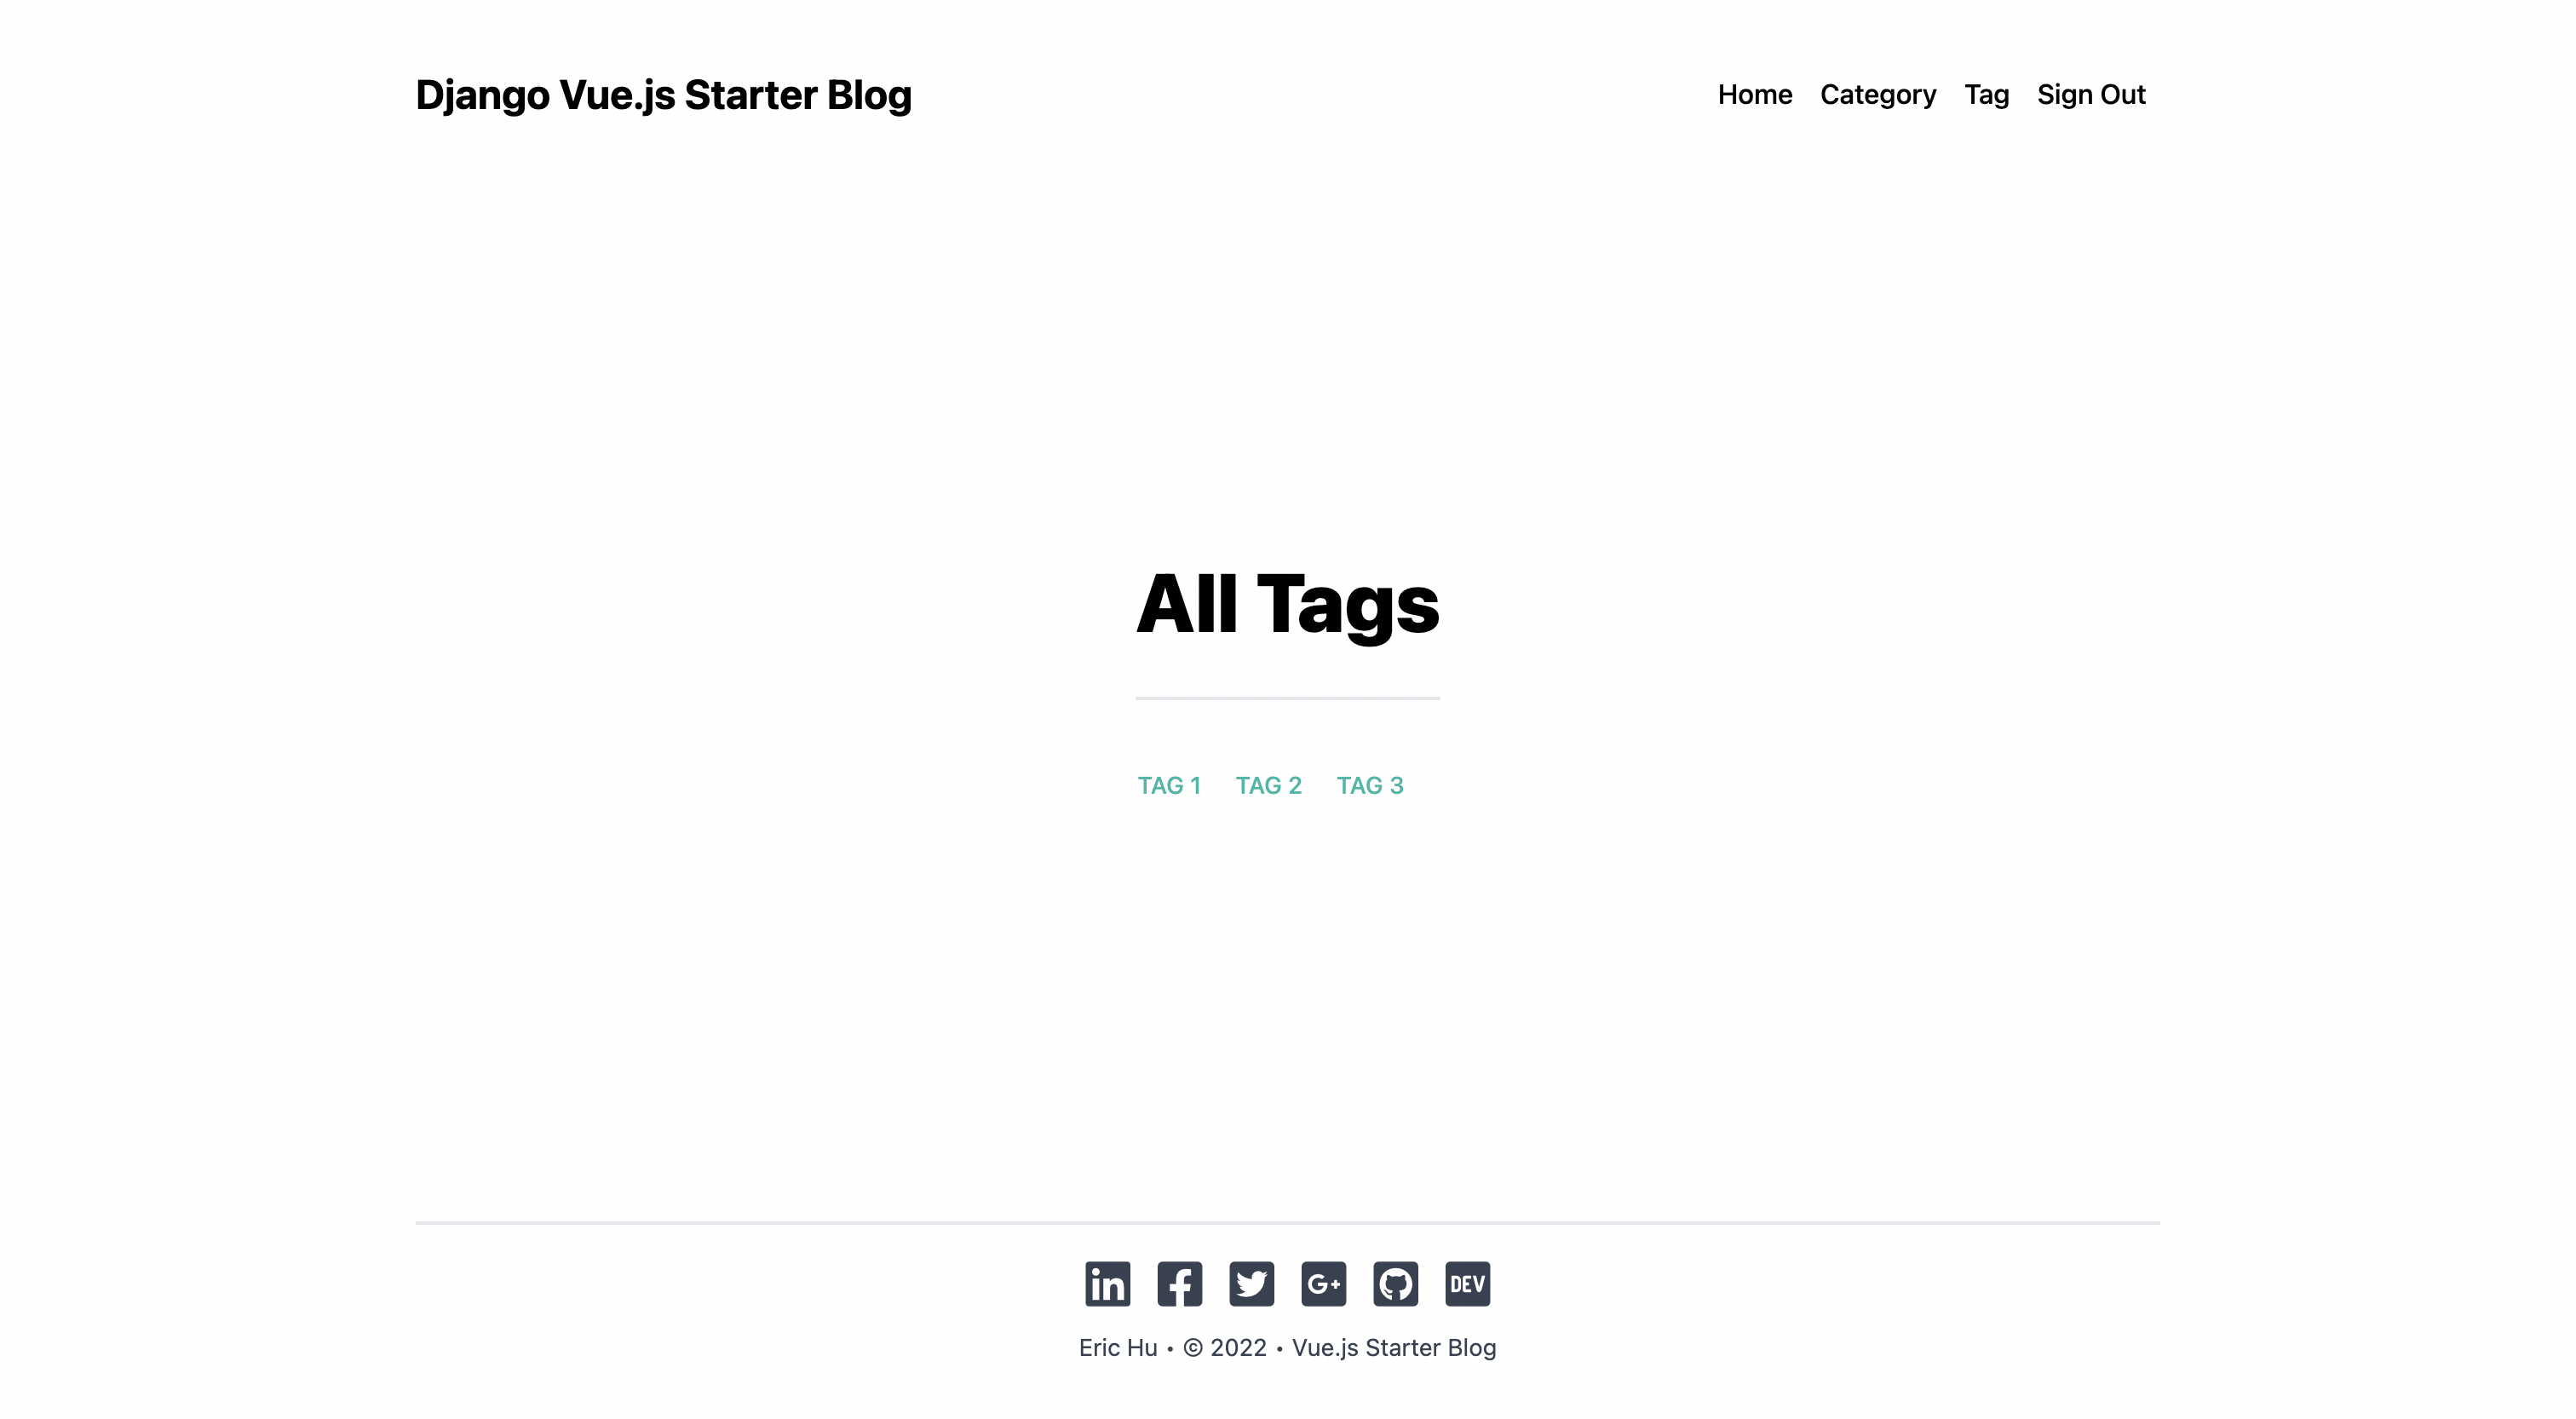 Django Vue.js Starter Blog
Home Category Tag Sign Out
All Tags
TAG 1 TAG 2 TAG 3
in f G+ DEV
Eric Hu • © 2022 • Vue.js Starter Blog